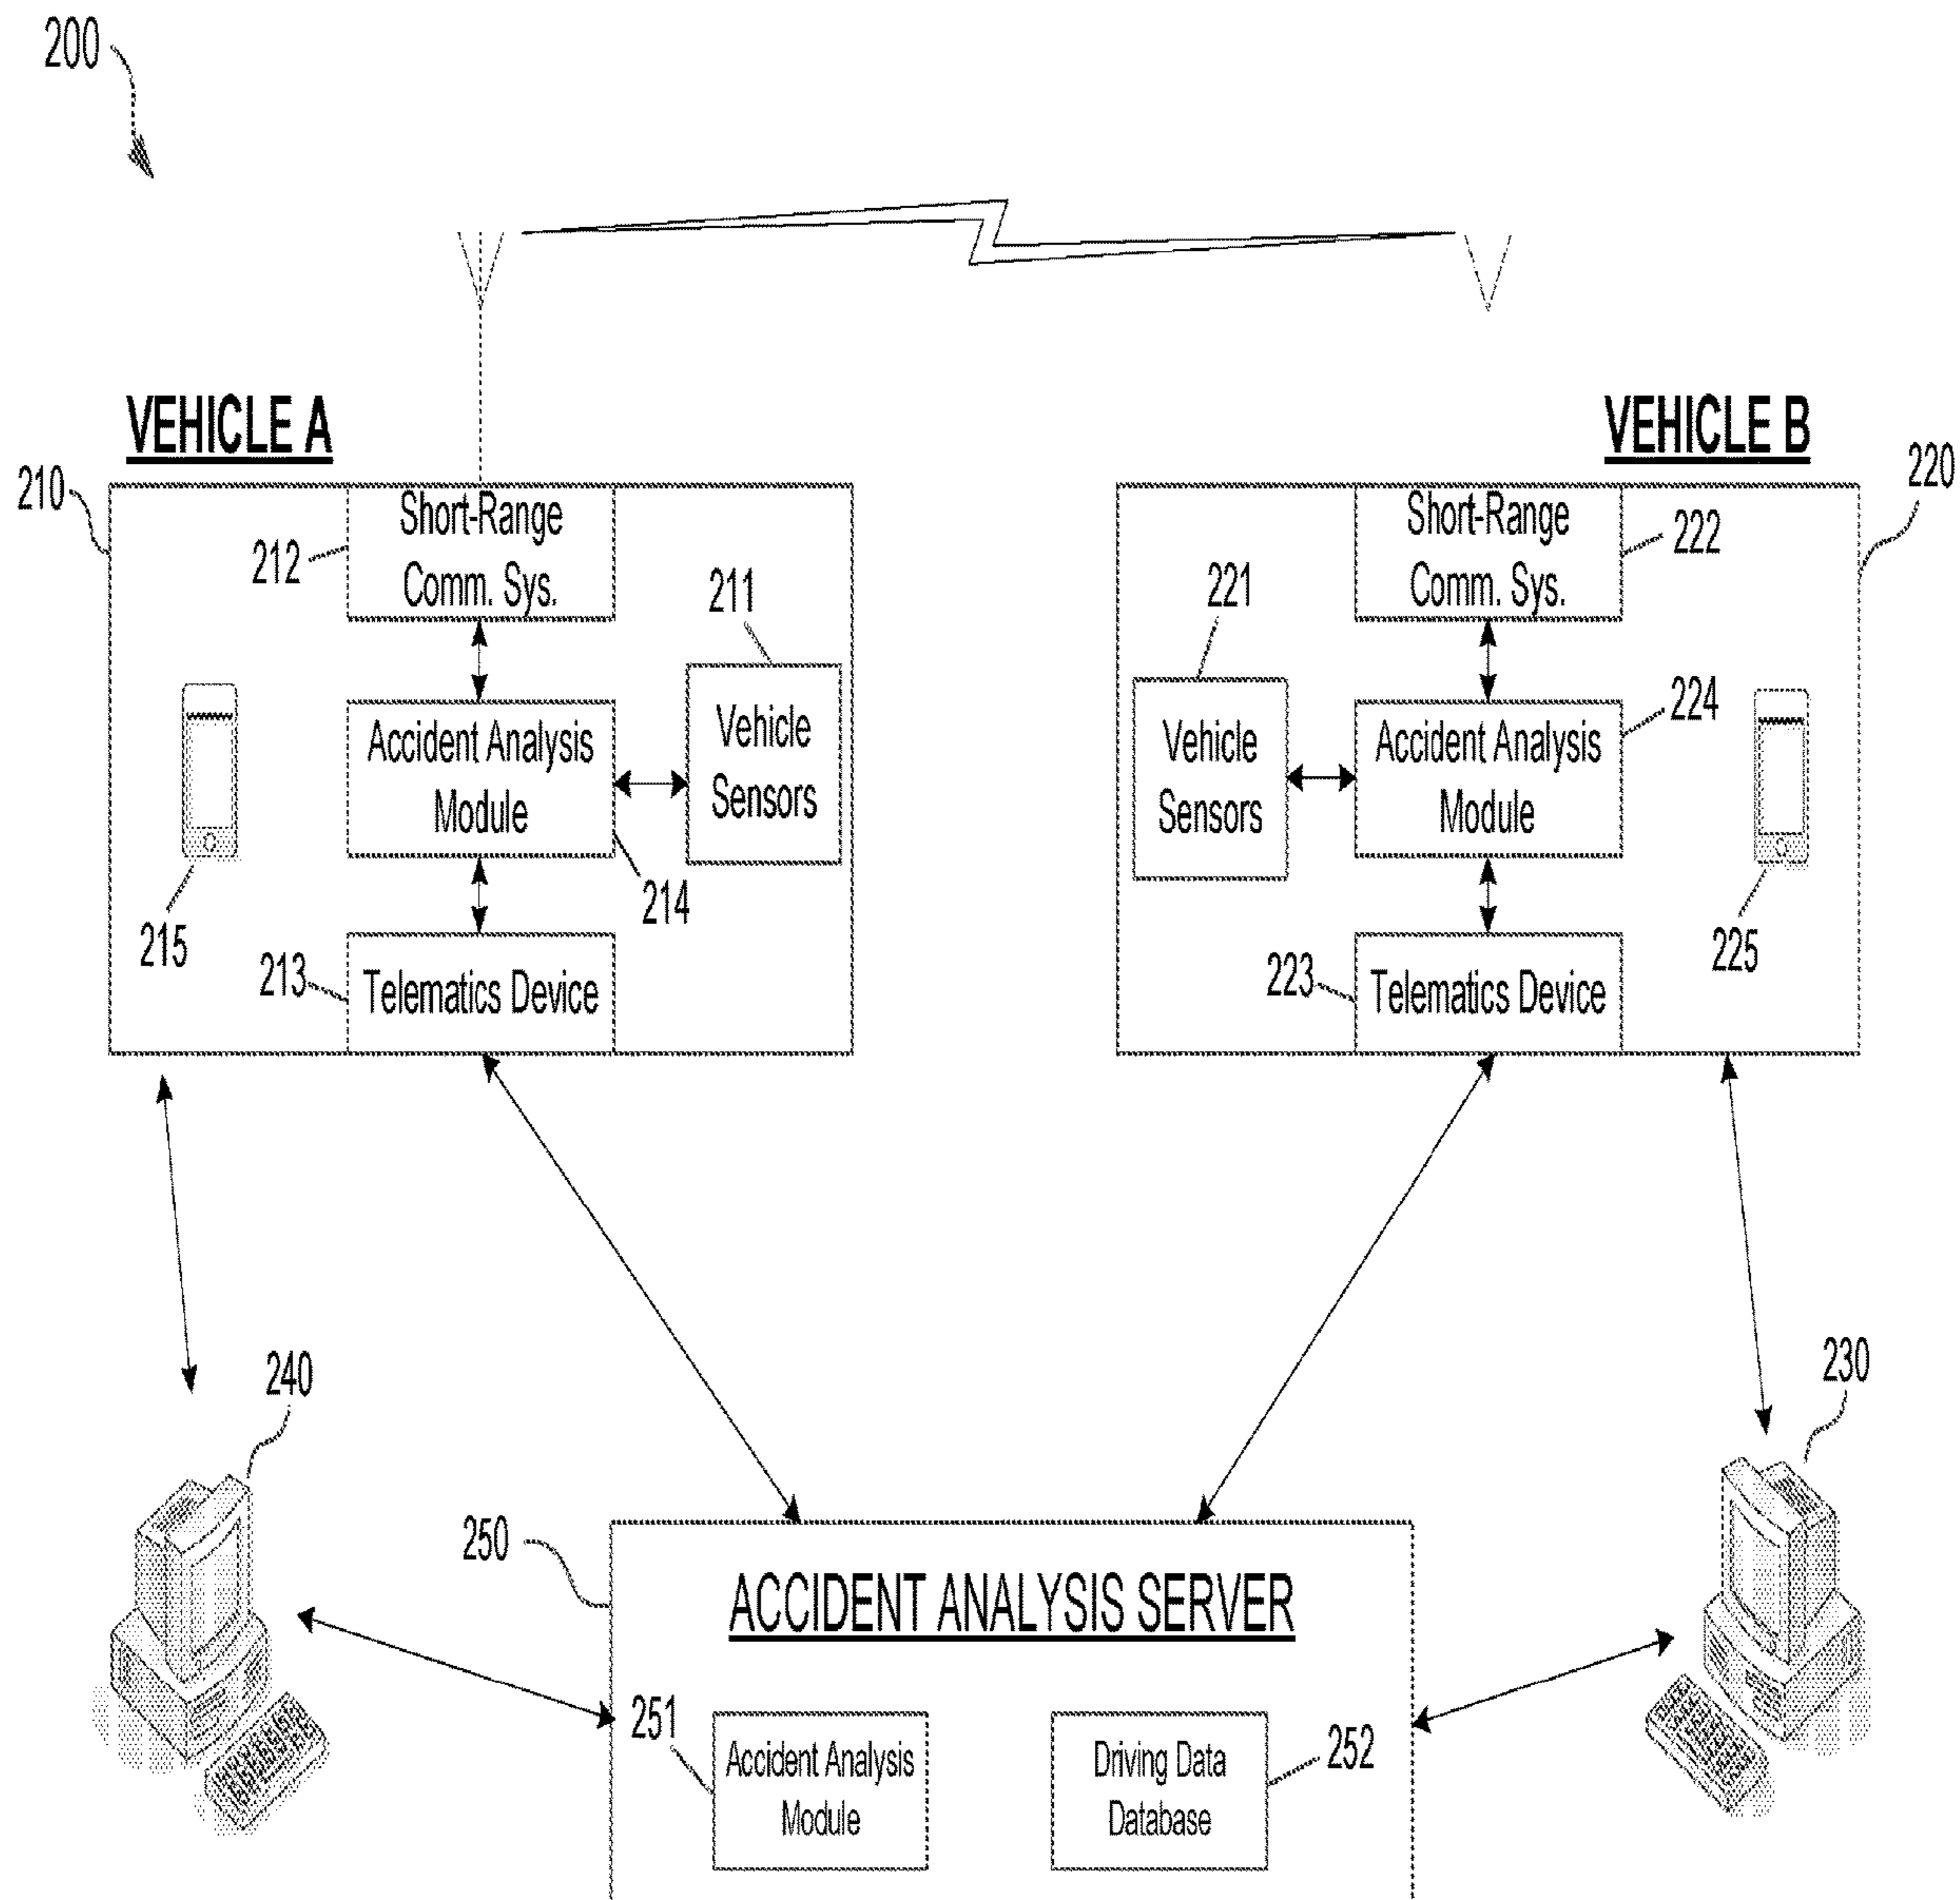 200
VEHICLE A
VEHICLE B
210
220
Short-Range
Comm. Sys.
212
211
Short-Range
Comm. Sys.
222
221
Vehicle
Sensors
Accident Analysis
Module
214
215
Vehicle
Sensors
Accident Analysis
Module
224
225
213
Telematics Device
223
Telematics Device
240
230
250
ACCIDENT ANALYSIS SERVER
251
Accident Analysis
Module
Driving Data
Database
252